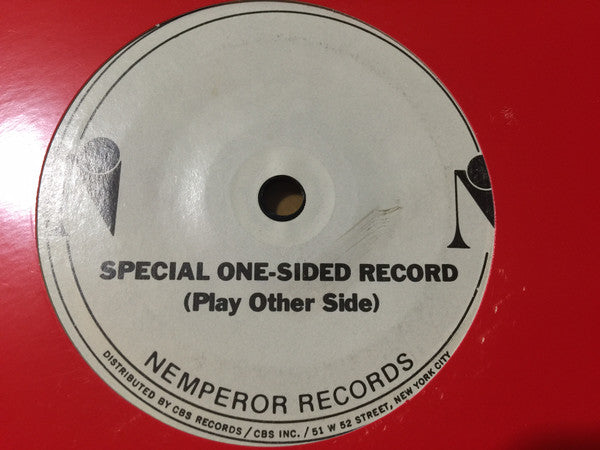 SPECIAL ONE-SIDED RECORD
(Play Other Side)
NEMPEROR RECORDS
DISTRIBUTED BY CBS RECORDS / CBS INC. / 51 W 52 STREET, NEW YORK CITY